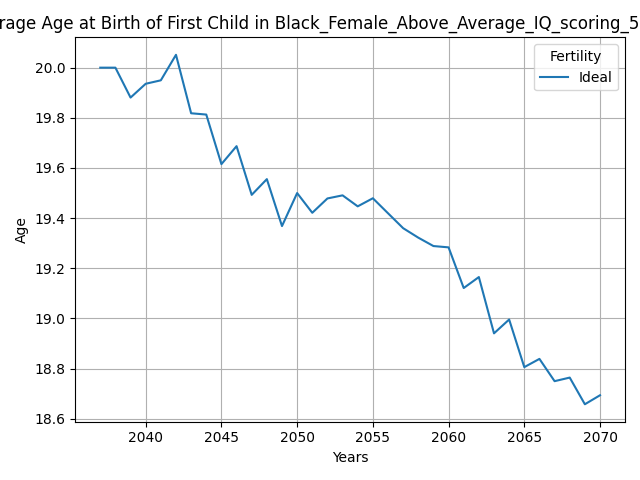 rage Age at Birth of First Child in Black_Female_Above_Average_IQ_scoring_5
Fertility
Ideal
20.0
19.8
19.6
19.4
19.2
19.0
18.8
18.6
Age
2040 2045 2050 2055 2060 2065 2070
Years